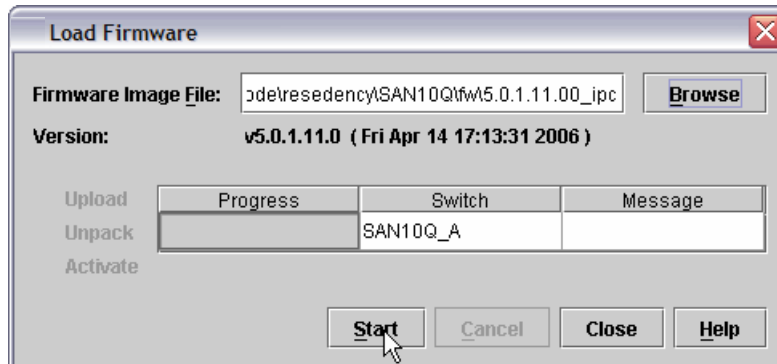 Load Firmware
Firmware Image File: ode\resedency\SAN10Q\fw\5.0.1.11.00_ipc Browse
Version: v5.0.1.11.0 ( Fri Apr 14 17:13:31 2006 )
Upload Progress Switch Message
Unpack SAN10Q_A
Activate
Start Cancel Close Help